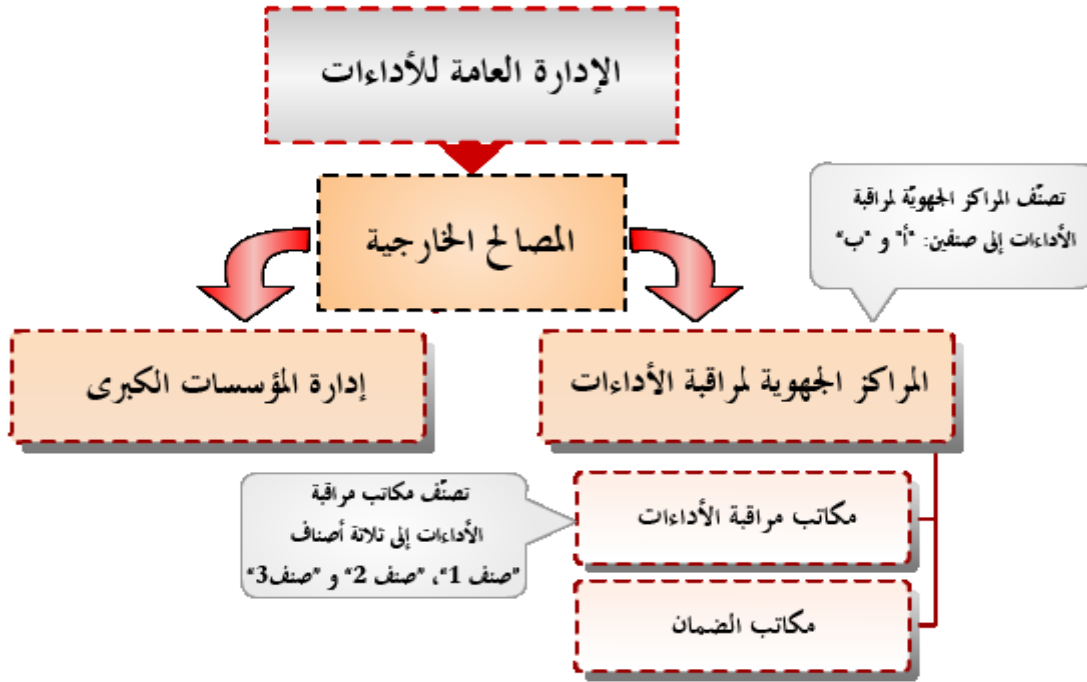 الإدارة العامة للأداءات
المصالح الخارجية
تصنّف المراكز الجهويّة لمراقبة
الأداءات إلى صنفين: "أ" و "ب"
المراكز الجهوية لمراقبة الأداءات
إدارة المؤسسات الكبرى
مكاتب مراقبة الأداءات
تصنّف مكاتب مراقبة
الأداءات إلى ثلاثة أصناف
"صنف 1"، "صنف 2" و "صنف3"
مكاتب الضمان